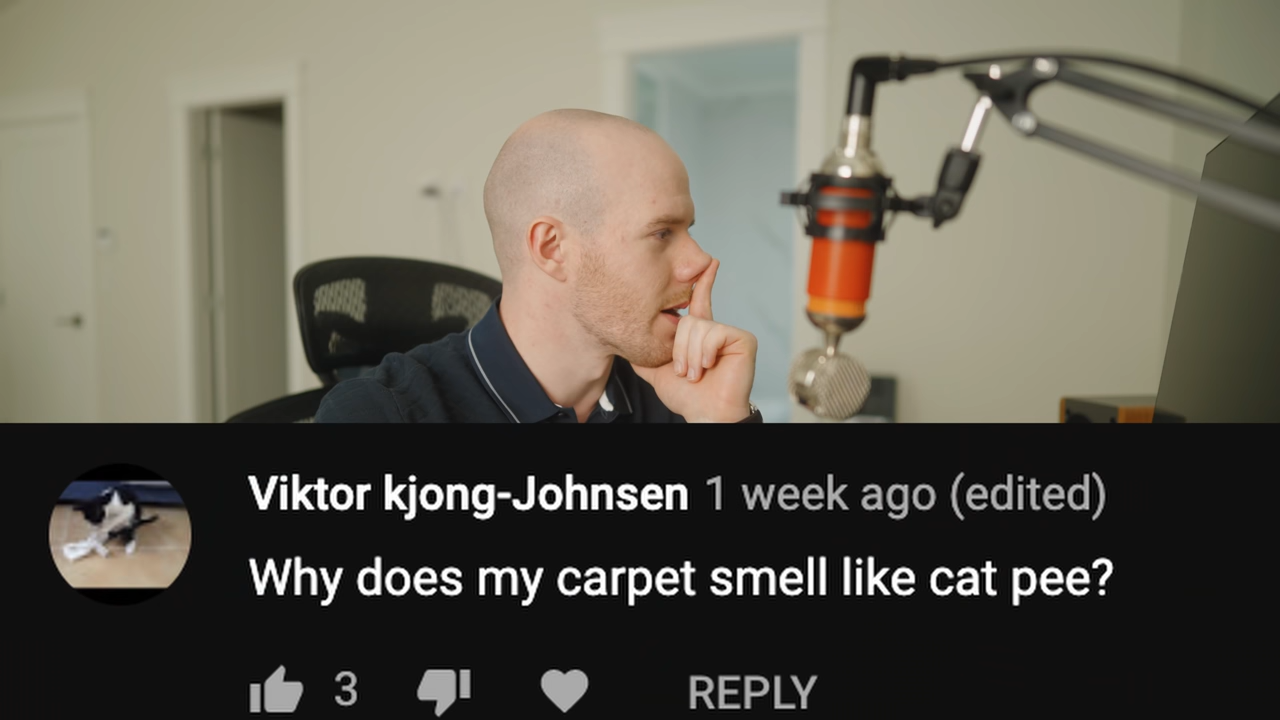 Viktor kjong-Johnsen 1 week ago (edited)
Why does my carpet smell like cat pee?
3 REPLY